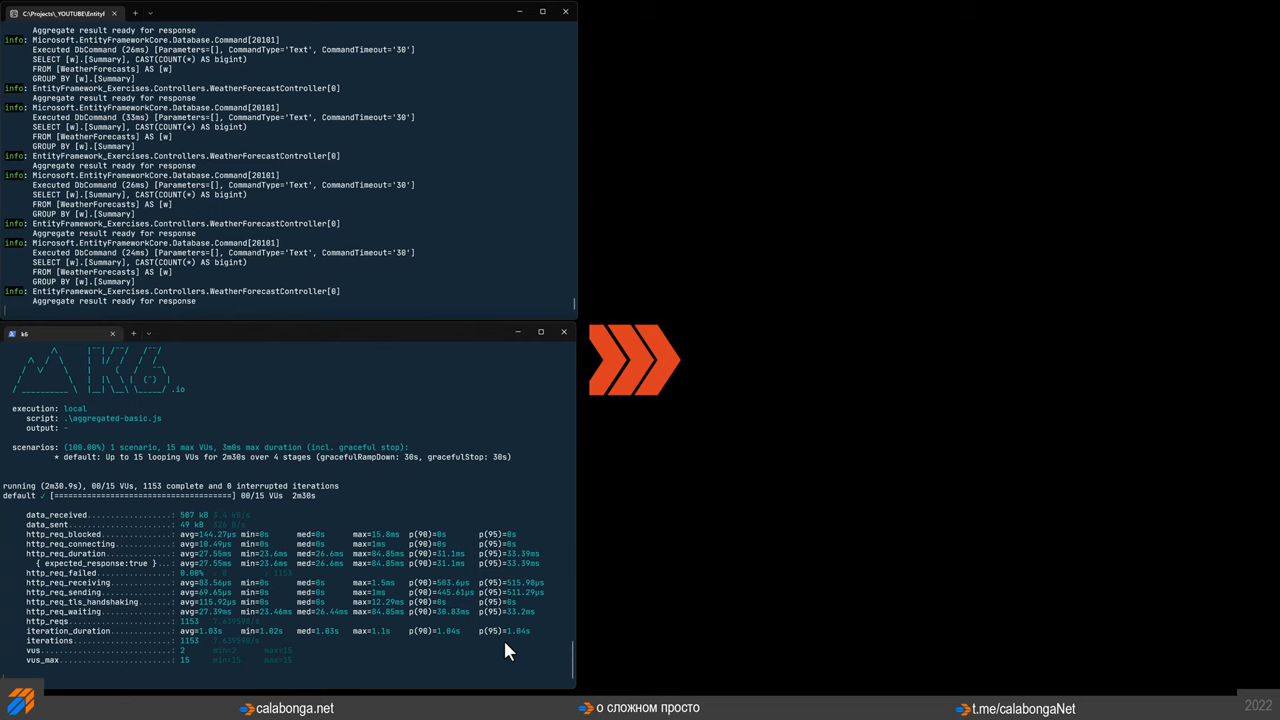 C:\Projects\_YOUTUBE\EntityF
Aggregate result ready for response
info: Microsoft.EntityFrameworkCore.Database.Command[20101]
Executed DbCommand (26ms) [Parameters=[], CommandType='Text', CommandTimeout='30']
SELECT [w].[Summary], CAST(COUNT(*) AS bigint)
FROM [WeatherForecasts] AS [w]
GROUP BY [w].[Summary]
info: EntityFramework_Exercises.Controllers.WeatherForecastController[0]
Aggregate result ready for response
info: Microsoft.EntityFrameworkCore.Database.Command[20101]
Executed DbCommand (33ms) [Parameters=[], CommandType='Text', CommandTimeout='30']
SELECT [w].[Summary], CAST(COUNT(*) AS bigint)
FROM [WeatherForecasts] AS [w]
GROUP BY [w].[Summary]
info: EntityFramework_Exercises.Controllers.WeatherForecastController[0]
Aggregate result ready for response
info: Microsoft.EntityFrameworkCore.Database.Command[20101]
Executed DbCommand (26ms) [Parameters=[], CommandType='Text', CommandTimeout='30']
SELECT [w].[Summary], CAST(COUNT(*) AS bigint)
FROM [WeatherForecasts] AS [w]
GROUP BY [w].[Summary]
info: EntityFramework_Exercises.Controllers.WeatherForecastController[0]
Aggregate result ready for response
info: Microsoft.EntityFrameworkCore.Database.Command[20101]
Executed DbCommand (24ms) [Parameters=[], CommandType='Text', CommandTimeout='30']
SELECT [w].[Summary], CAST(COUNT(*) AS bigint)
FROM [WeatherForecasts] AS [w]
GROUP BY [w].[Summary]
info: EntityFramework_Exercises.Controllers.WeatherForecastController[0]
Aggregate result ready for response
k6
.io
execution: local
script: .\aggregated-basic.js
output: -
scenarios: (100.00%) 1 scenario, 15 max VUs, 3m0s max duration (incl. graceful stop):
* default: Up to 15 looping VUs for 2m30s over 4 stages (gracefulRampDown: 30s, gracefulStop: 30s)
running (2m30.9s), 00/15 VUs, 1153 complete and 0 interrupted iterations
default ✓ [======================================] 00/15 VUs 2m30s
data_received..................: 507 kB 3.4 kB/s
data_sent......................: 49 kB 326 B/s
http_req_blocked...............: avg=144.27µs min=0s med=0s max=15.8ms p(90)=0s p(95)=0s
http_req_connecting............: avg=10.49µs min=0s med=0s max=1ms p(90)=0s p(95)=0s
http_req_duration..............: avg=27.55ms min=23.6ms med=26.6ms max=84.85ms p(90)=31.1ms p(95)=33.39ms
{ expected_response:true }...: avg=27.55ms min=23.6ms med=26.6ms max=84.85ms p(90)=31.1ms p(95)=33.39ms
http_req_failed................: 0.00% ✓ 0 ✗ 1153
http_req_receiving.............: avg=83.56µs min=0s med=0s max=1.5ms p(90)=503.6µs p(95)=515.98µs
http_req_sending...............: avg=69.65µs min=0s med=0s max=1ms p(90)=445.61µs p(95)=511.29µs
http_req_tls_handshaking.......: avg=115.92µs min=0s med=0s max=12.29ms p(90)=0s p(95)=0s
http_req_waiting...............: avg=27.39ms min=23.46ms med=26.44ms max=84.85ms p(90)=30.83ms p(95)=33.2ms
http_reqs......................: 1153 7.639598/s
iteration_duration.............: avg=1.03s min=1.02s med=1.03s max=1.1s p(90)=1.04s p(95)=1.04s
iterations.....................: 1153 7.639598/s
vus............................: 2 min=2 max=15
vus_max........................: 15 min=15 max=15
calabonga.net
о сложном просто
t.me/calabongaNet
2022